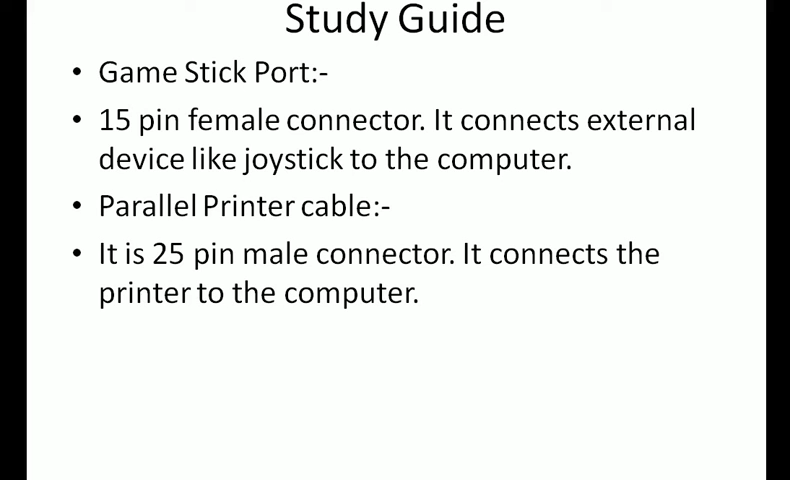 Study Guide
• Game Stick Port:-
• 15 pin female connector. It connects external
device like joystick to the computer.
• Parallel Printer cable:-
• It is 25 pin male connector. It connects the
printer to the computer.